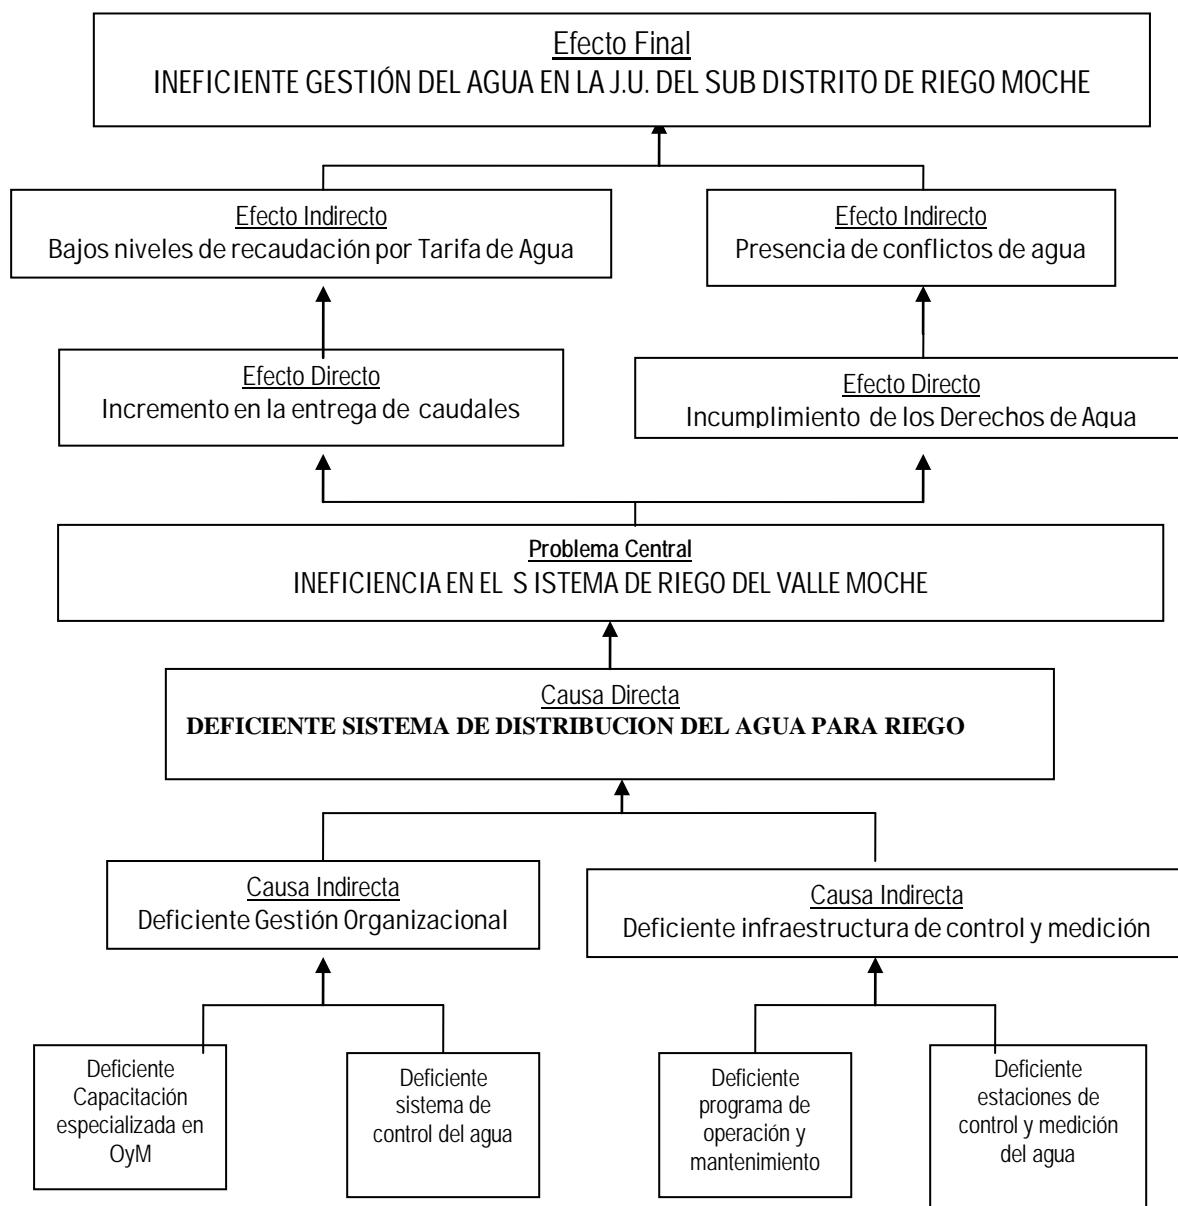 Efecto Final
INEFICIENTE GESTIÓN DEL AGUA EN LA J.U. DEL SUB DISTRITO DE RIEGO MOCHE
Efecto Indirecto
Bajos niveles de recaudación por Tarifa de Agua
Efecto Indirecto
Presencia de conflictos de agua
Efecto Directo
Incremento en la entrega de caudales
Efecto Directo
Incumplimiento de los Derechos de Agua
Problema Central
INEFICIENCIA EN EL S ISTEMA DE RIEGO DEL VALLE MOCHE
Causa Directa
DEFICIENTE SISTEMA DE DISTRIBUCION DEL AGUA PARA RIEGO
Causa Indirecta
Deficiente Gestión Organizacional
Causa Indirecta
Deficiente infraestructura de control y medición
Deficiente
Capacitación
especializada en
OyM
Deficiente
sistema de
control del agua
Deficiente
programa de
operación y
mantenimiento
Deficiente
estaciones de
control y medición
del agua